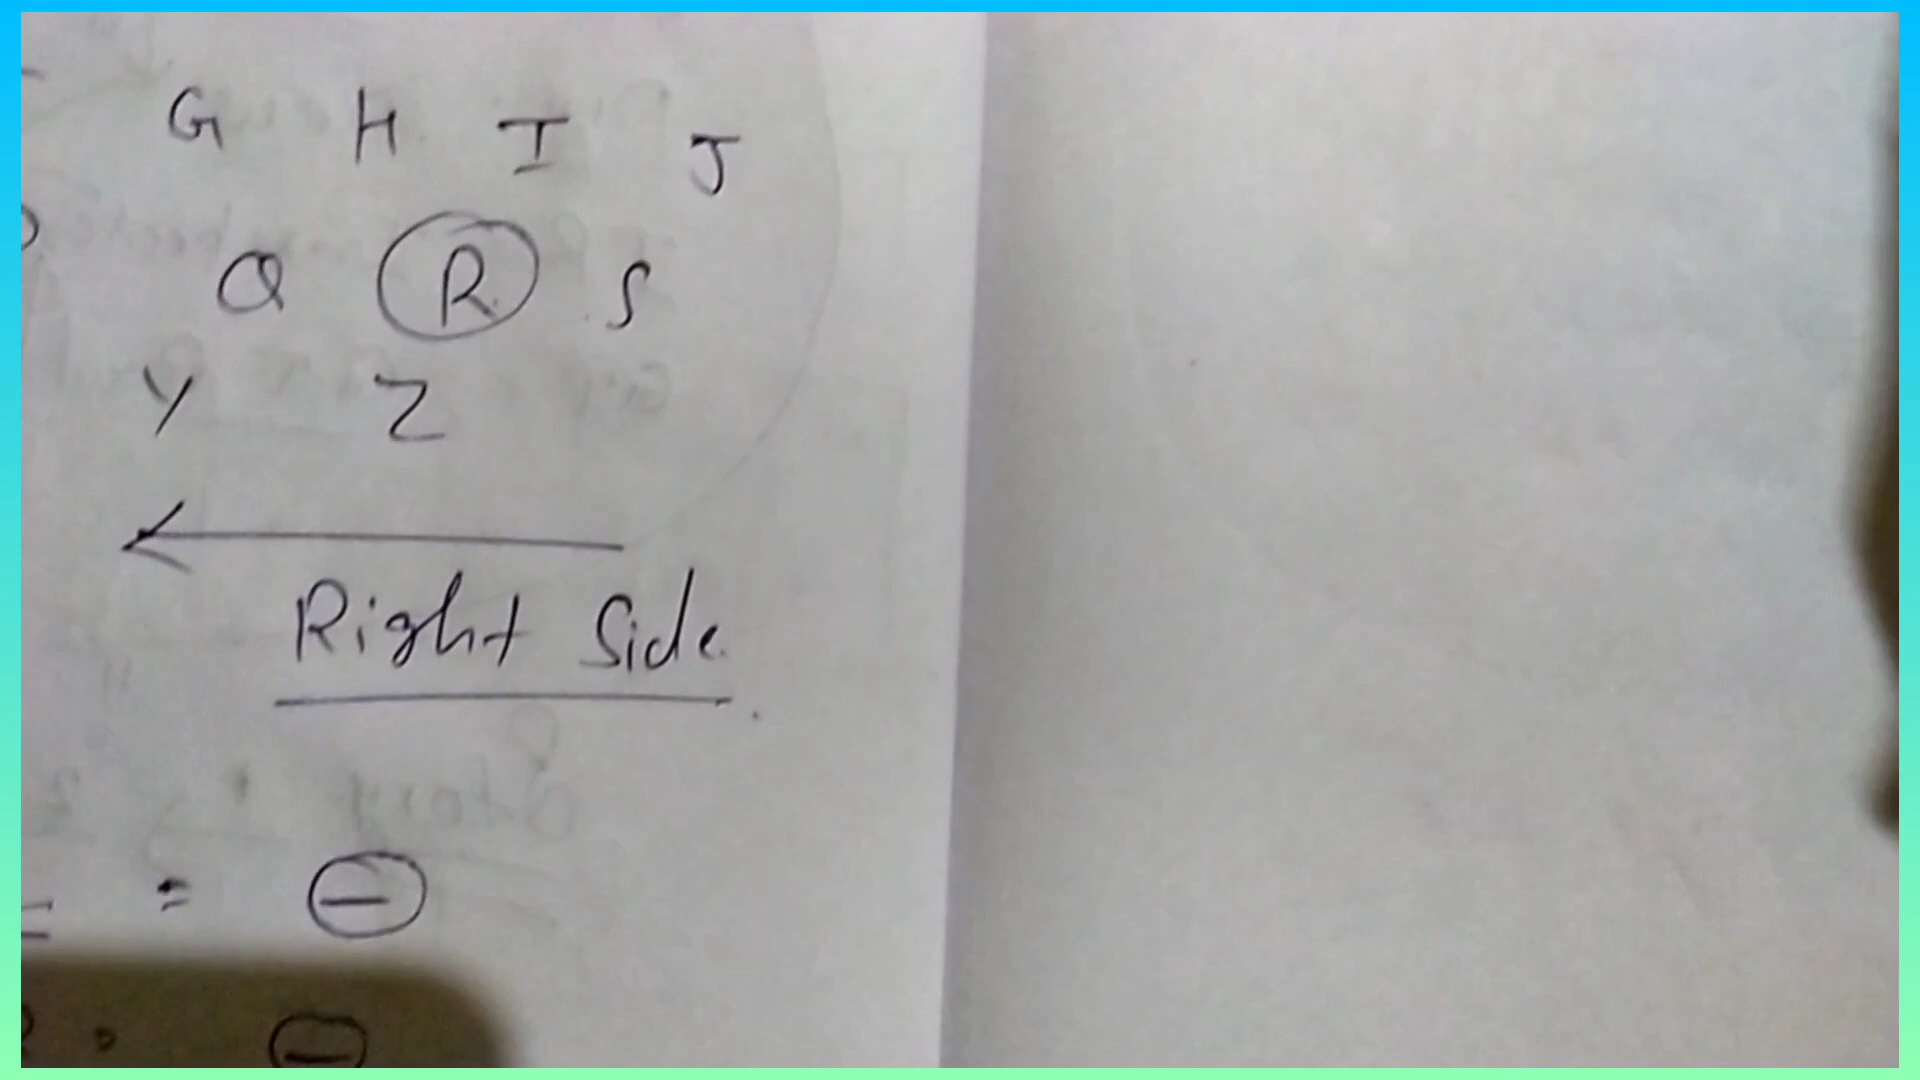 G H I J
Q R S
Y Z
Right Side.
= −
−